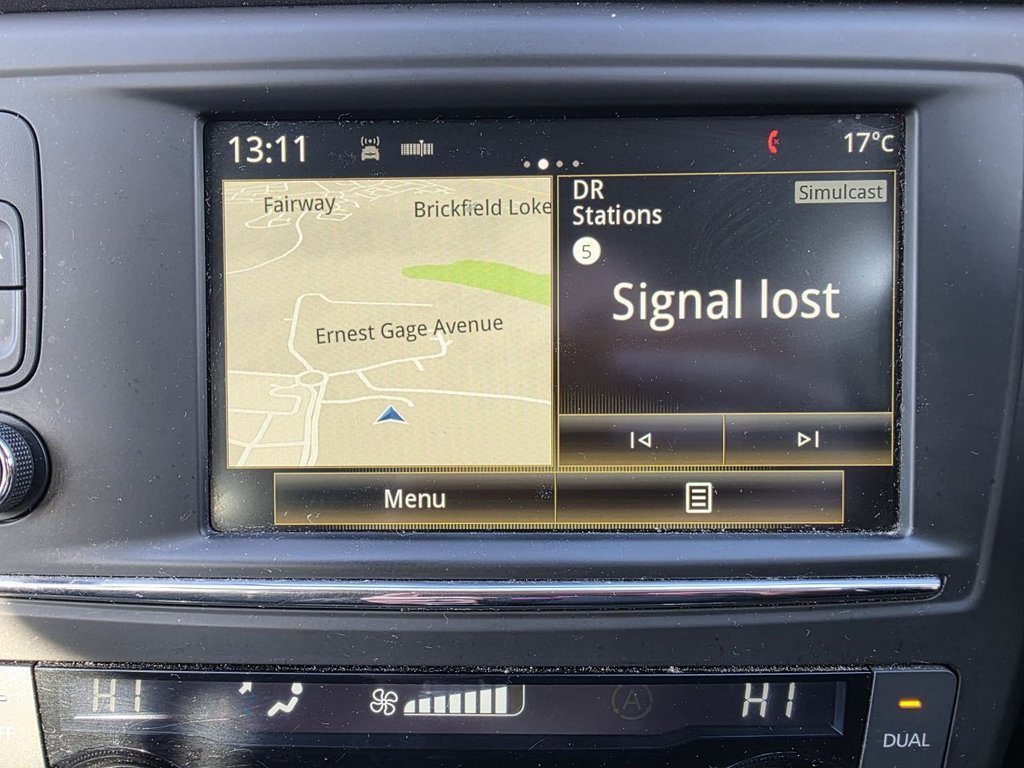 13:11
17°C
Fairway
Brickfield Loke
Ernest Gage Avenue
DR
Stations
Simulcast
5
Signal lost
Menu
HI
A
HI
DUAL